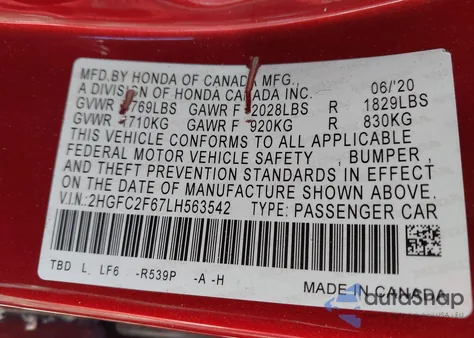 MFD.BY HONDA OF CANADA MFG.
A DIVISION OF HONDA CANADA INC. 06/'20
GVWR 3769LBS GAWR F 2028LBS R 1829LBS
GVWR 1710KG GAWR F 920KG R 830KG
THIS VEHICLE CONFORMS TO ALL APPLICABLE
FEDERAL MOTOR VEHICLE SAFETY , BUMPER ,
AND THEFT PREVENTION STANDARDS IN EFFECT
ON THE DATE OF MANUFACTURE SHOWN ABOVE.
V.I.N.: 2HGFC2F67LH563542 TYPE: PASSENGER CAR
TBD L LF6 -R539P -A -H
MADE IN CANADA
autosnap